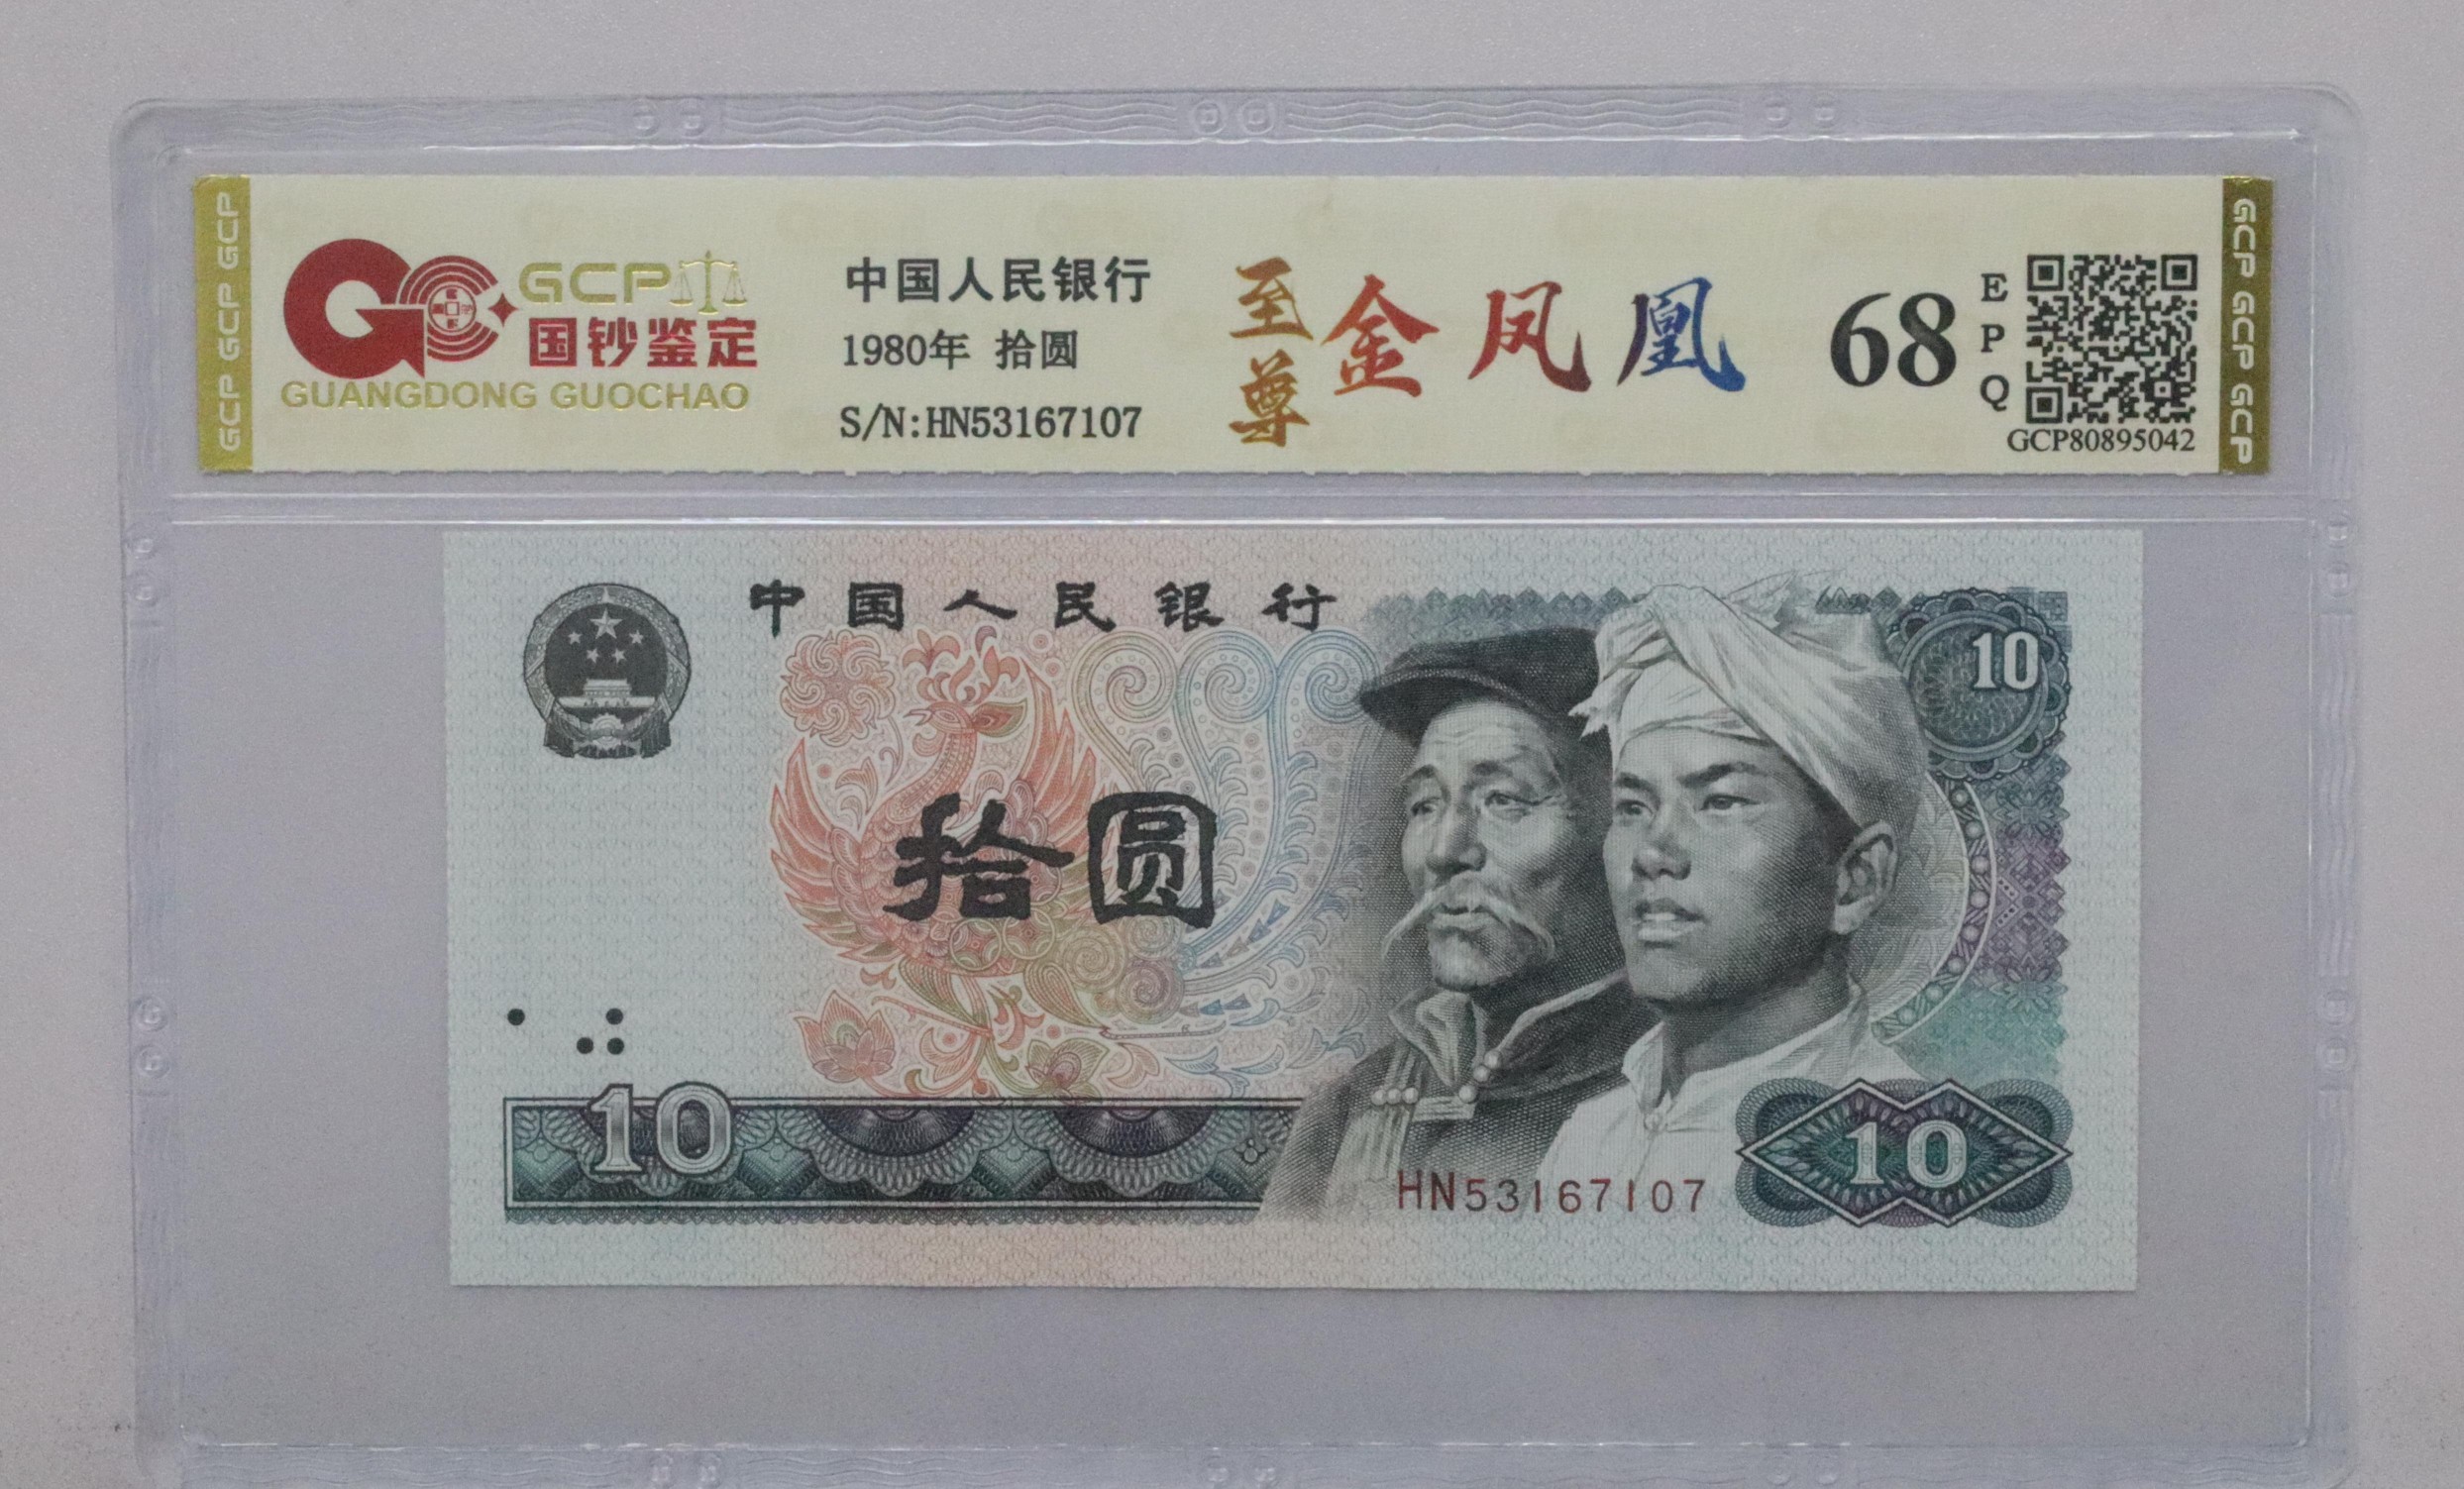 GCP GCP GCP
GCP
国钞鉴定
GUANGDONG GUOCHAO
中国人民银行
1980年 拾圆
S/N:HN53167107
至尊
金凤凰
68
EPQ
GCP80895042
GCP GCP GCP
中国人民银行
10
拾圆
10
HN53167107
10